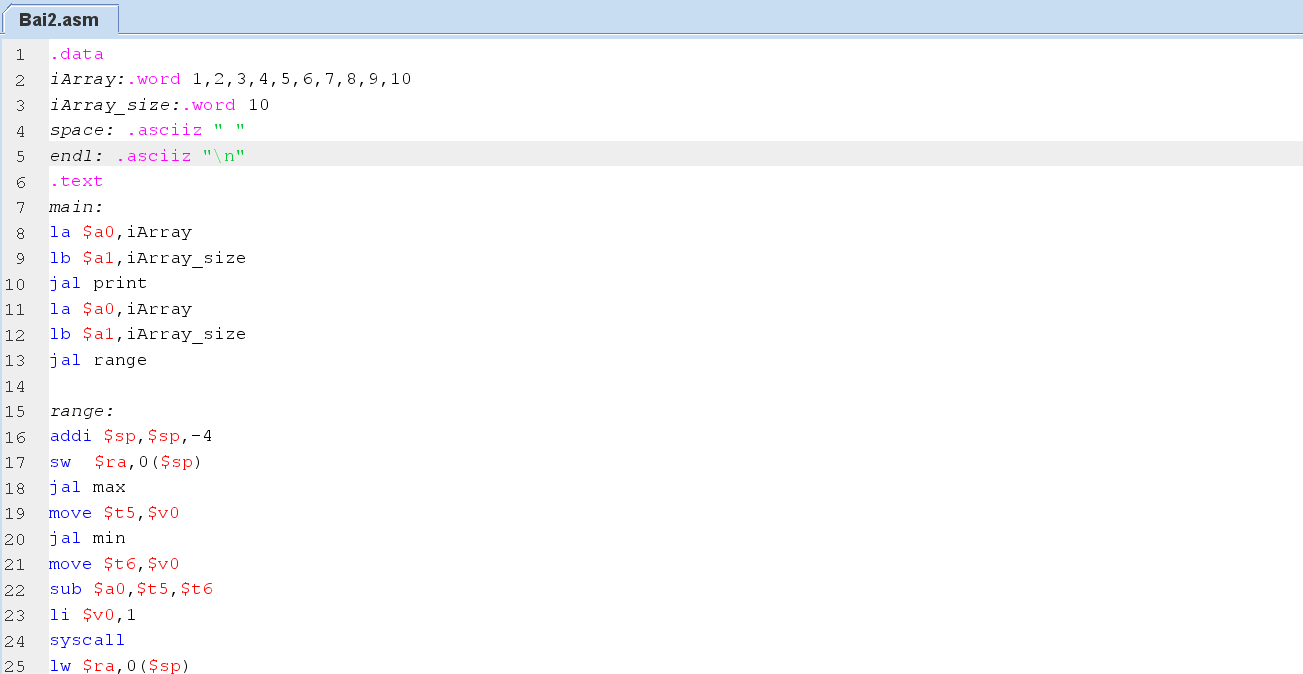 Bai2.asm
1 .data
2 iArray:.word 1,2,3,4,5,6,7,8,9,10
3 iArray_size:.word 10
4 space: .asciiz " "
5 endl: .asciiz "\n"
6 .text
7 main:
8 la $a0,iArray
9 lb $a1,iArray_size
10 jal print
11 la $a0,iArray
12 lb $a1,iArray_size
13 jal range
14
15 range:
16 addi $sp,$sp,-4
17 sw  $ra,0($sp)
18 jal max
19 move $t5,$v0
20 jal min
21 move $t6,$v0
22 sub $a0,$t5,$t6
23 li $v0,1
24 syscall
25 lw $ra,0($sp)